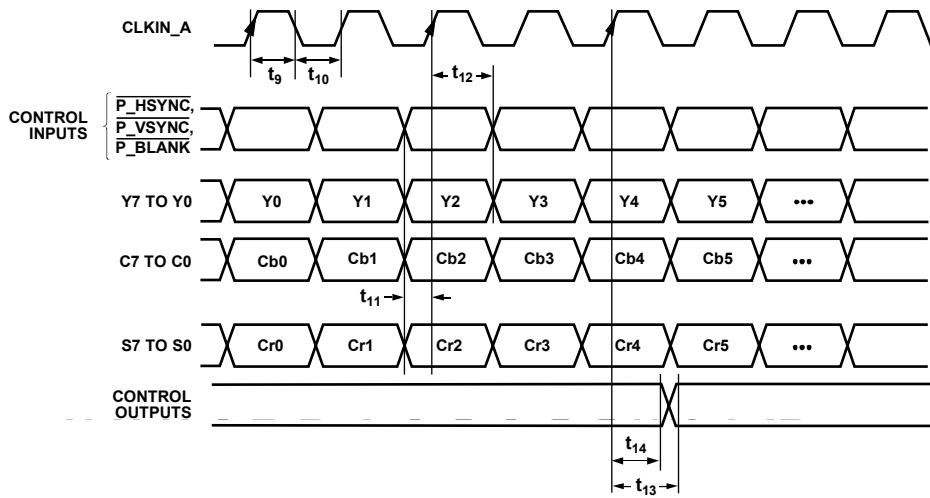 CLKIN_A
t9
t10
t12
CONTROL INPUTS
P_HSYNC,
P_VSYNC,
P_BLANK
Y7 TO Y0 Y0 Y1 Y2 Y3 Y4 Y5 •••
C7 TO C0 Cb0 Cb1 Cb2 Cb3 Cb4 Cb5 •••
t11
S7 TO S0 Cr0 Cr1 Cr2 Cr3 Cr4 Cr5 •••
CONTROL
OUTPUTS
t14
t13